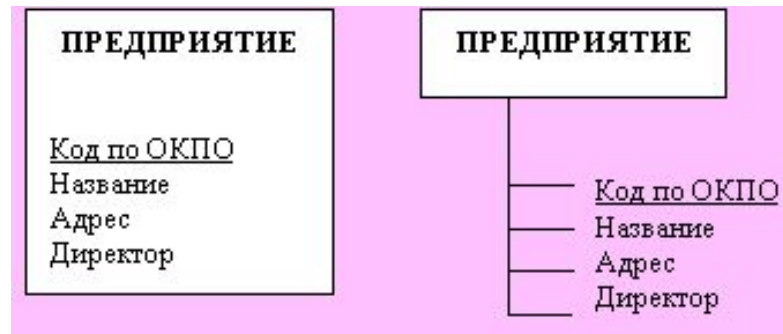 ПРЕДПРИЯТИЕ
Код по ОКПО
Название
Адрес
Директор
ПРЕДПРИЯТИЕ
Код по ОКПО
Название
Адрес
Директор